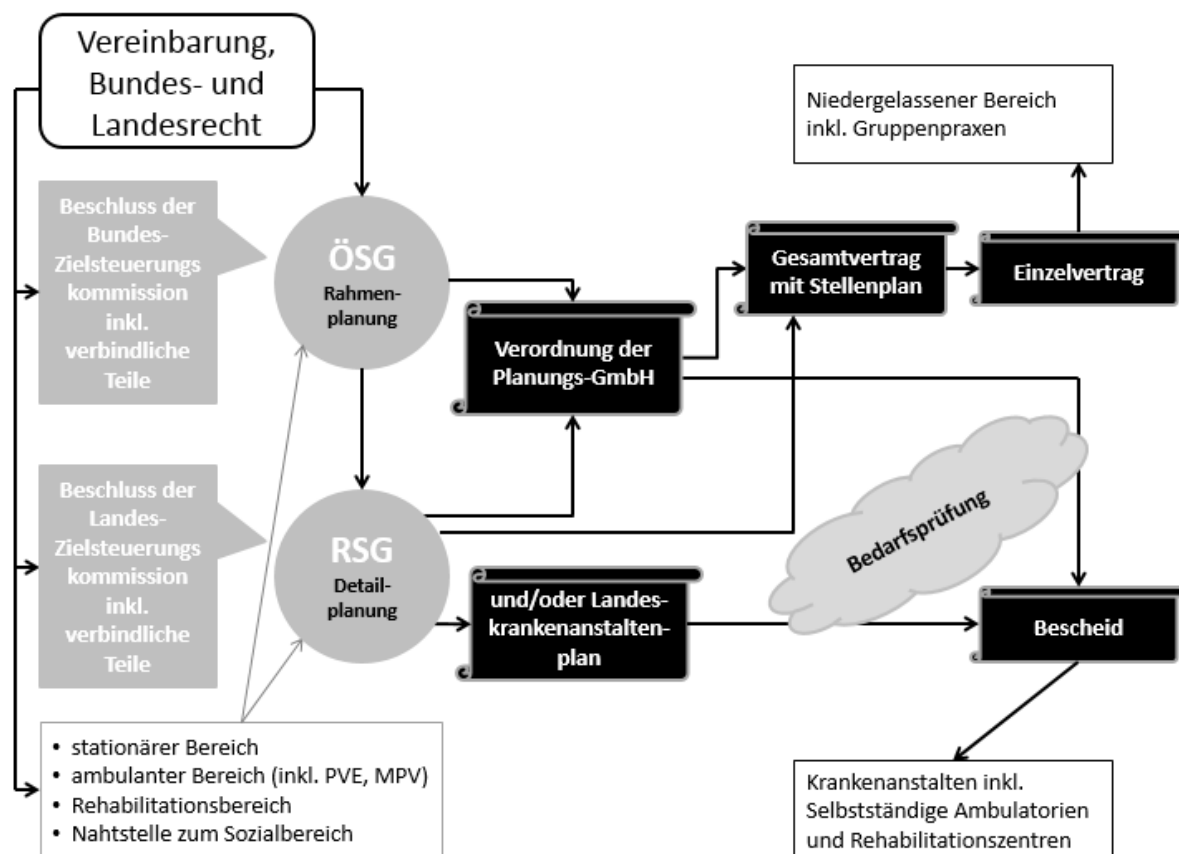 Vereinbarung,
Bundes- und
Landesrecht
Niedergelassener Bereich
inkl. Gruppenpraxen
Beschluss der
Bundes-
Zielsteuerungs
kommission
inkl.
verbindliche
Teile
ÖSG
Rahmen-
planung
Gesamtvertrag
mit Stellenplan
Einzelvertrag
Verordnung der
Planungs-GmbH
Beschluss der
Landes-
Zielsteuerungs
kommission
inkl.
verbindliche
Teile
RSG
Detail-
planung
Bedarfsprüfung
und/oder Landes-
krankenanstalten-
plan
Bescheid
• stationärer Bereich
• ambulanter Bereich (inkl. PVE, MPV)
• Rehabilitationsbereich
• Nahtstelle zum Sozialbereich
Krankenanstalten inkl.
Selbstständige Ambulatorien
und Rehabilitationszentren